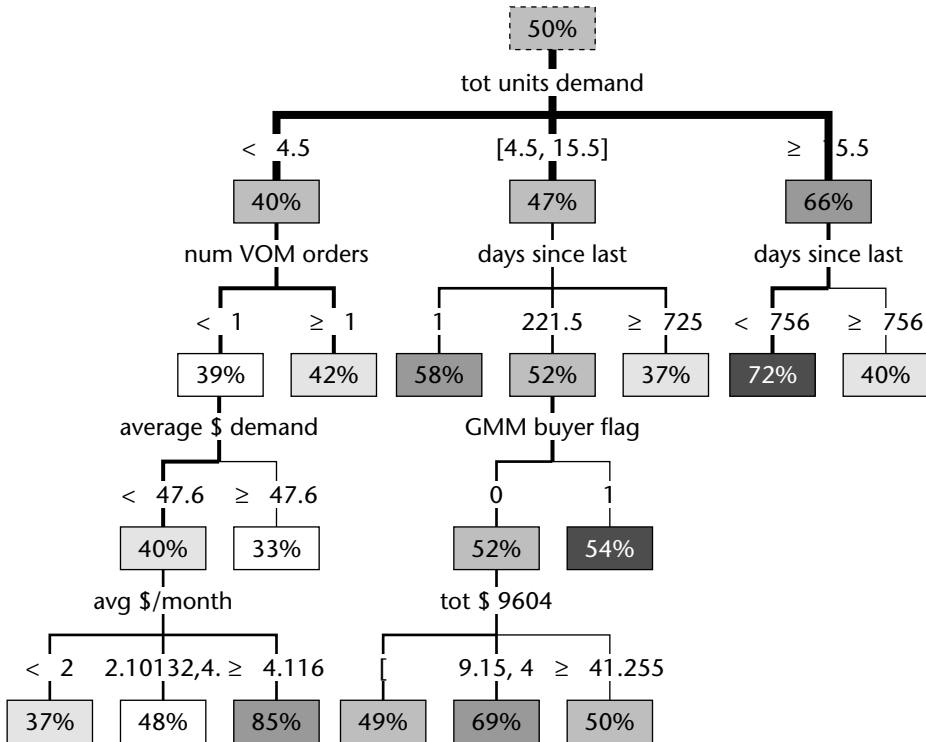 50%
tot units demand
< 4.5 [4.5, 15.5] ≥ 15.5
40% 47% 66%
num VOM orders days since last days since last
< 1 ≥ 1 1 221.5 ≥ 725 < 756 ≥ 756
39% 42% 58% 52% 37% 72% 40%
average $ demand GMM buyer flag
< 47.6 ≥ 47.6 0 1
40% 33% 52% 54%
avg $/month tot $ 9604
< 2 2.10132,4. ≥ 4.116 [ 9.15, 4 ≥ 41.255
37% 48% 85% 49% 69% 50%